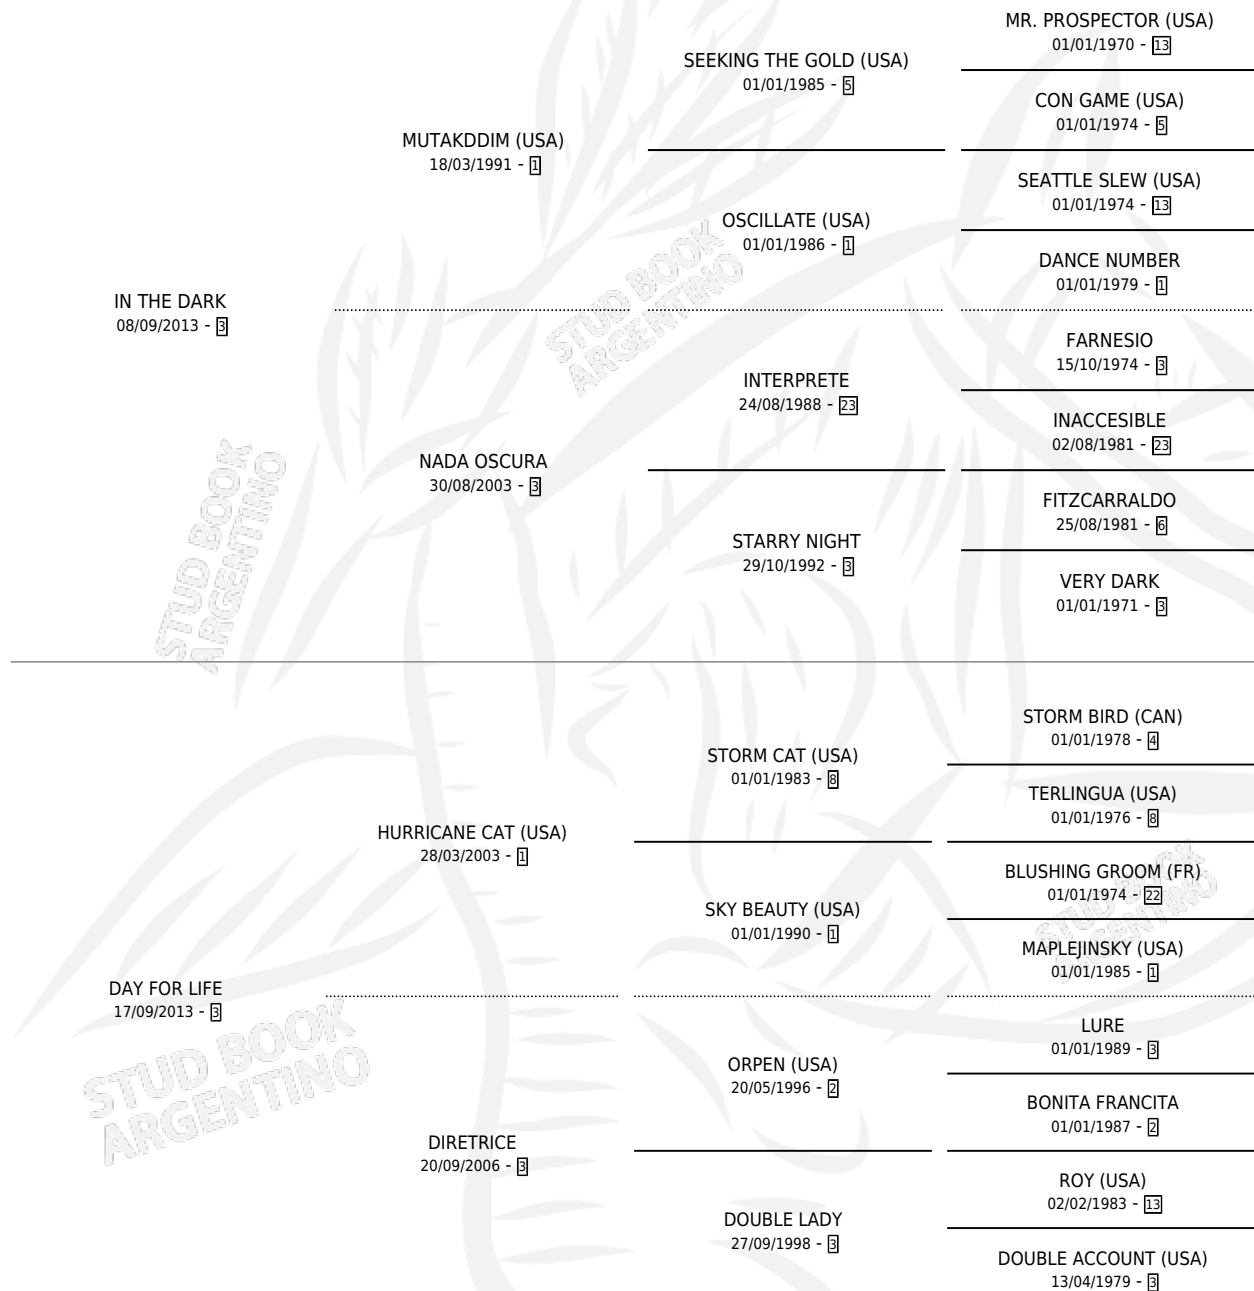 MR. PROSPECTOR (USA)
01/01/1970 - 13
SEEKING THE GOLD (USA)
01/01/1985 - 5
CON GAME (USA)
01/01/1974 - 5
MUTAKDDIM (USA)
18/03/1991 - 1
SEATTLE SLEW (USA)
01/01/1974 - 13
OSCILLATE (USA)
01/01/1986 - 1
DANCE NUMBER
01/01/1979 - 1
IN THE DARK
08/09/2013 - 3
FARNESIO
15/10/1974 - 3
INTERPRETE
24/08/1988 - 23
INACCESIBLE
02/08/1981 - 23
NADA OSCURA
30/08/2003 - 3
FITZCARRALDO
25/08/1981 - 6
STARRY NIGHT
29/10/1992 - 3
VERY DARK
01/01/1971 - 3
STORM BIRD (CAN)
01/01/1978 - 4
STORM CAT (USA)
01/01/1983 - 8
TERLINGUA (USA)
01/01/1976 - 8
HURRICANE CAT (USA)
28/03/2003 - 1
BLUSHING GROOM (FR)
01/01/1974 - 22
SKY BEAUTY (USA)
01/01/1990 - 1
MAPLEJINSKY (USA)
01/01/1985 - 1
DAY FOR LIFE
17/09/2013 - 3
LURE
01/01/1989 - 3
ORPEN (USA)
20/05/1996 - 2
BONITA FRANCITA
01/01/1987 - 2
DIRETRICE
20/09/2006 - 3
ROY (USA)
02/02/1983 - 13
DOUBLE LADY
27/09/1998 - 3
DOUBLE ACCOUNT (USA)
13/04/1979 - 3
STUD BOOK
ARGENTINO
STUD BOOK
ARGENTINO
STUD BOOK
ARGENTINO
STUD BOOK
ARGENTINO